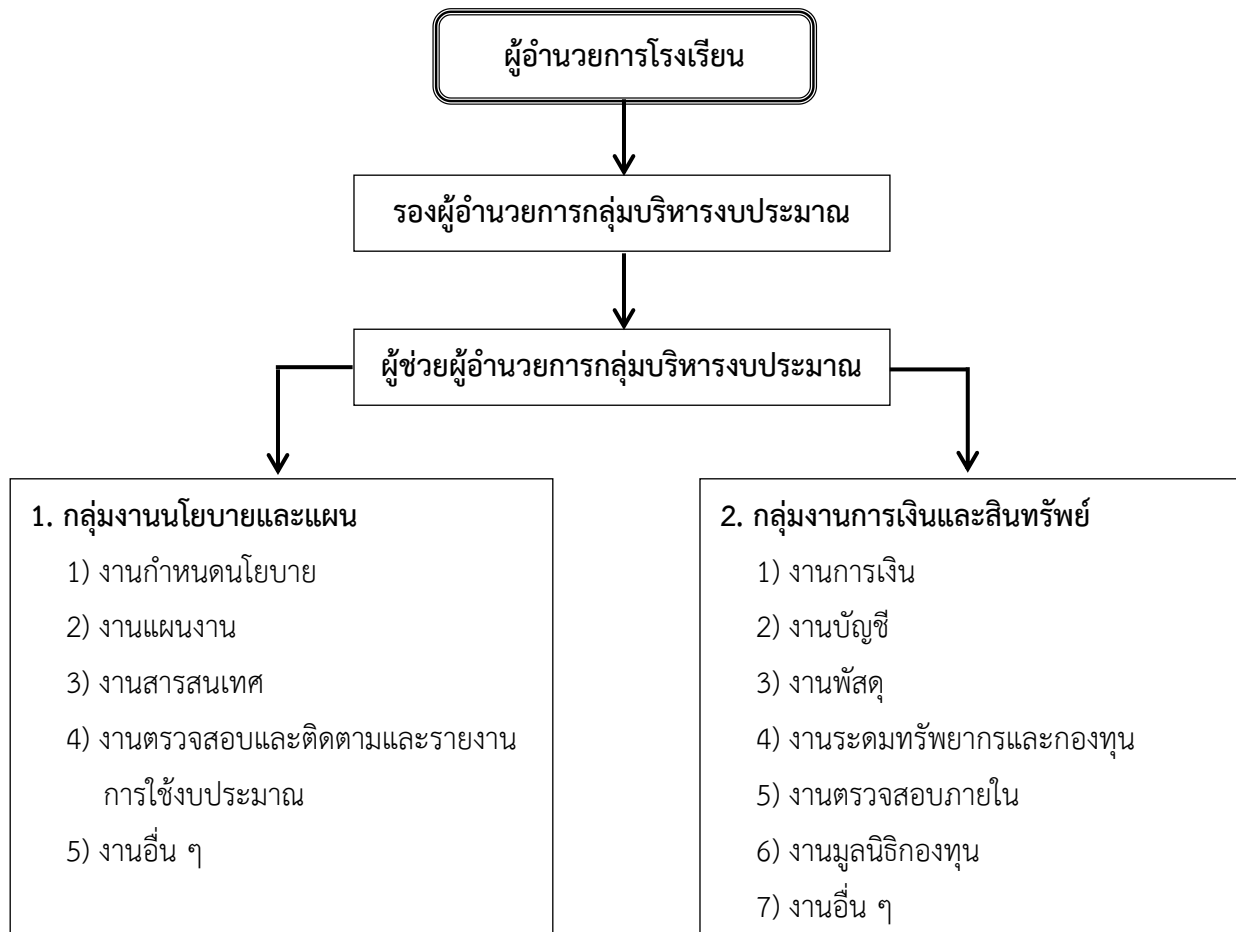 ผู้อำนวยการโรงเรียน
รองผู้อำนวยการกลุ่มบริหารงบประมาณ
ผู้ช่วยผู้อำนวยการกลุ่มบริหารงบประมาณ
1. กลุ่มงานนโยบายและแผน
1) งานกำหนดนโยบาย
2) งานแผนงาน
3) งานสารสนเทศ
4) งานตรวจสอบและติดตามและรายงาน
การใช้งบประมาณ
5) งานอื่น ๆ
2. กลุ่มงานการเงินและสินทรัพย์
1) งานการเงิน
2) งานบัญชี
3) งานพัสดุ
4) งานระดมทรัพยากรและกองทุน
5) งานตรวจสอบภายใน
6) งานมูลนิธิกองทุน
7) งานอื่น ๆ